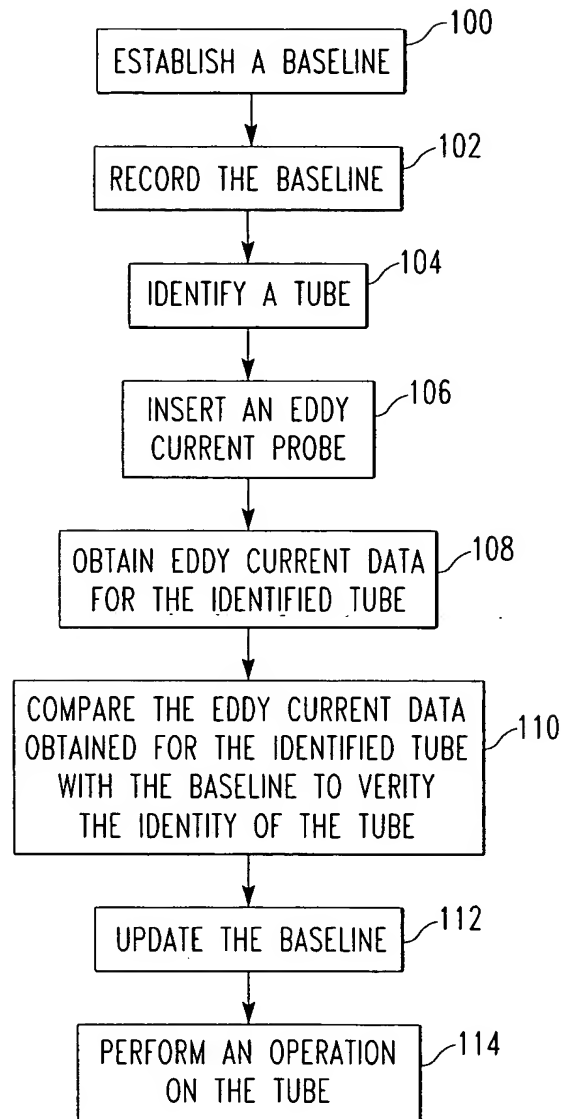 100
ESTABLISH A BASELINE
102
RECORD THE BASELINE
104
IDENTIFY A TUBE
106
INSERT AN EDDY
CURRENT PROBE
108
OBTAIN EDDY CURRENT DATA
FOR THE IDENTIFIED TUBE
110
COMPARE THE EDDY CURRENT DATA
OBTAINED FOR THE IDENTIFIED TUBE
WITH THE BASELINE TO VERITY
THE IDENTITY OF THE TUBE
112
UPDATE THE BASELINE
114
PERFORM AN OPERATION
ON THE TUBE